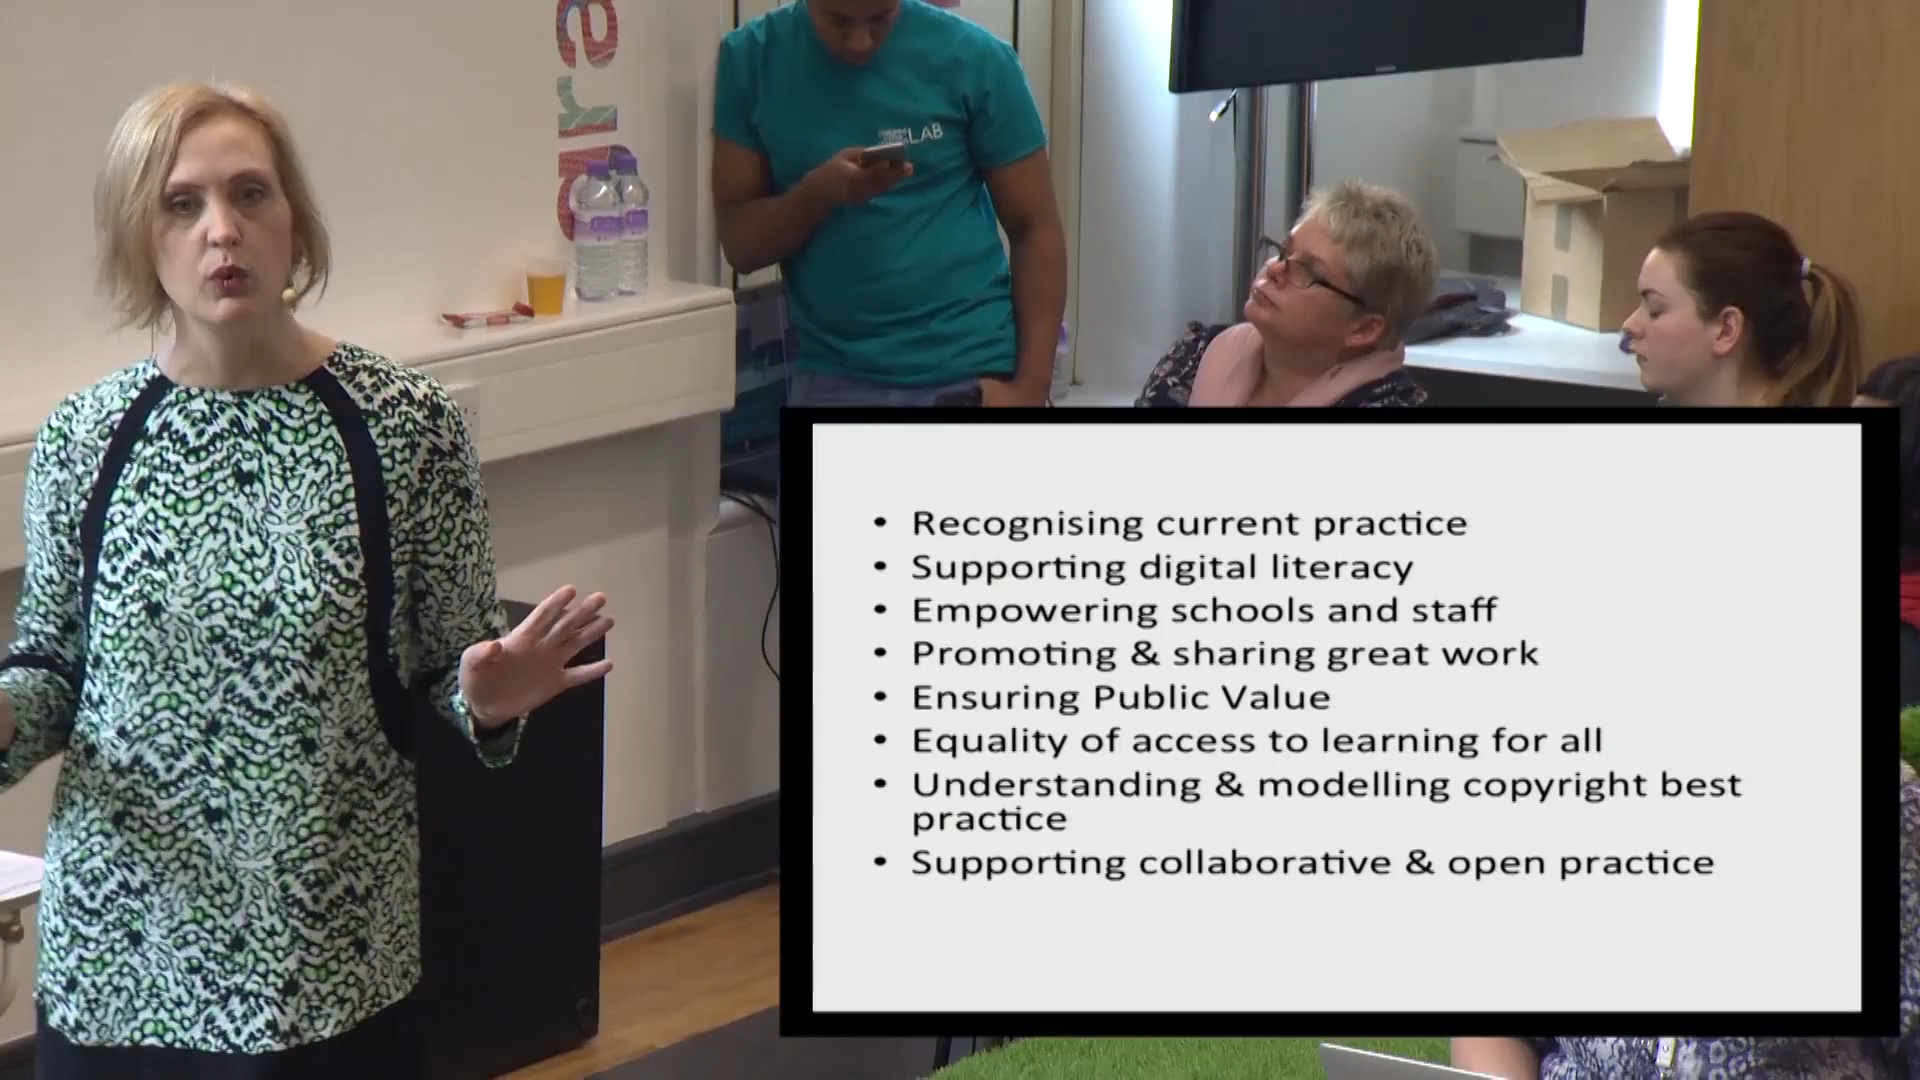 ara
LAB
• Recognising current practice
• Supporting digital literacy
• Empowering schools and staff
• Promoting & sharing great work
• Ensuring Public Value
• Equality of access to learning for all
• Understanding & modelling copyright best
practice
• Supporting collaborative & open practice